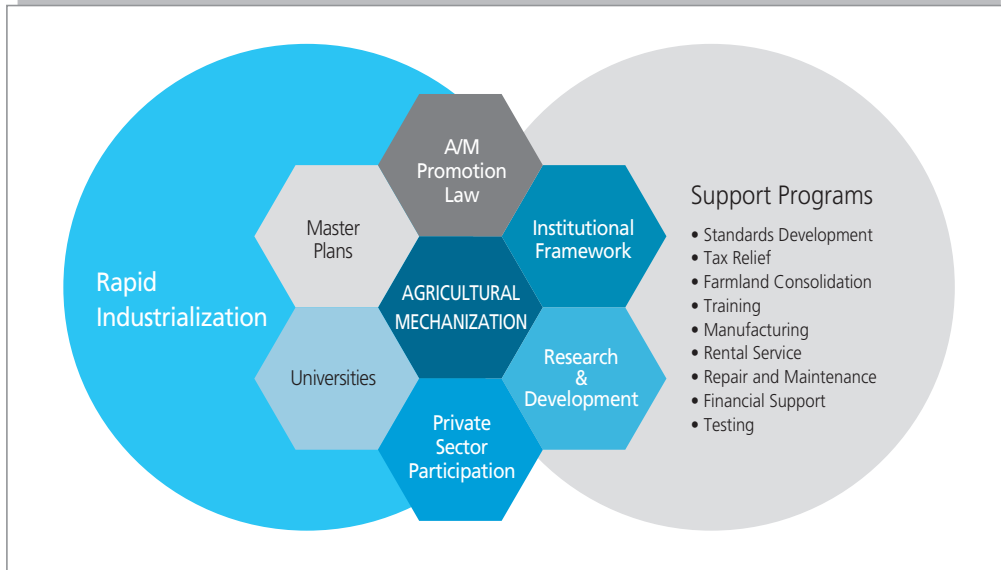 Rapid
Industrialization
A/M
Promotion
Law
Master
Plans
Institutional
Framework
AGRICULTURAL
MECHANIZATION
Universities
Research
&
Development
Private
Sector
Participation
Support Programs
• Standards Development
• Tax Relief
• Farmland Consolidation
• Training
• Manufacturing
• Rental Service
• Repair and Maintenance
• Financial Support
• Testing